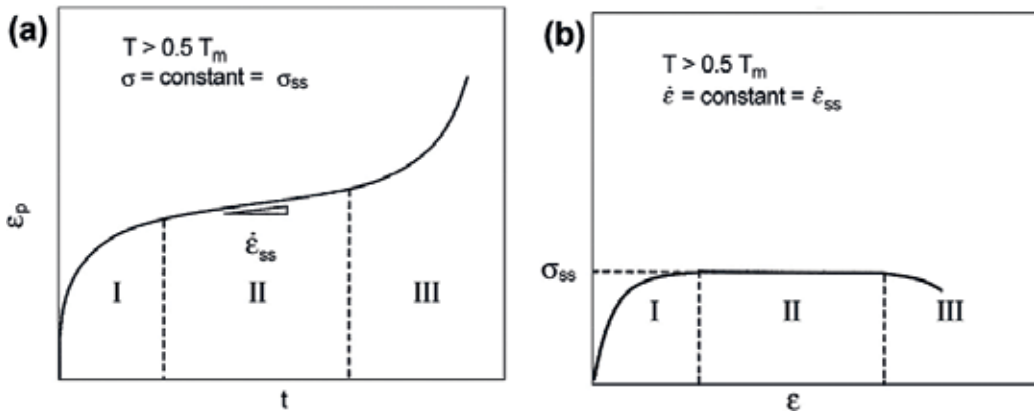 (a)
T > 0.5 Tₘ
σ = constant = σₛₛ
εₚ
ε̇ₛₛ
I II III
t
(b)
T > 0.5 Tₘ
ε̇ = constant = ε̇ₛₛ
σₛₛ
I II III
ε